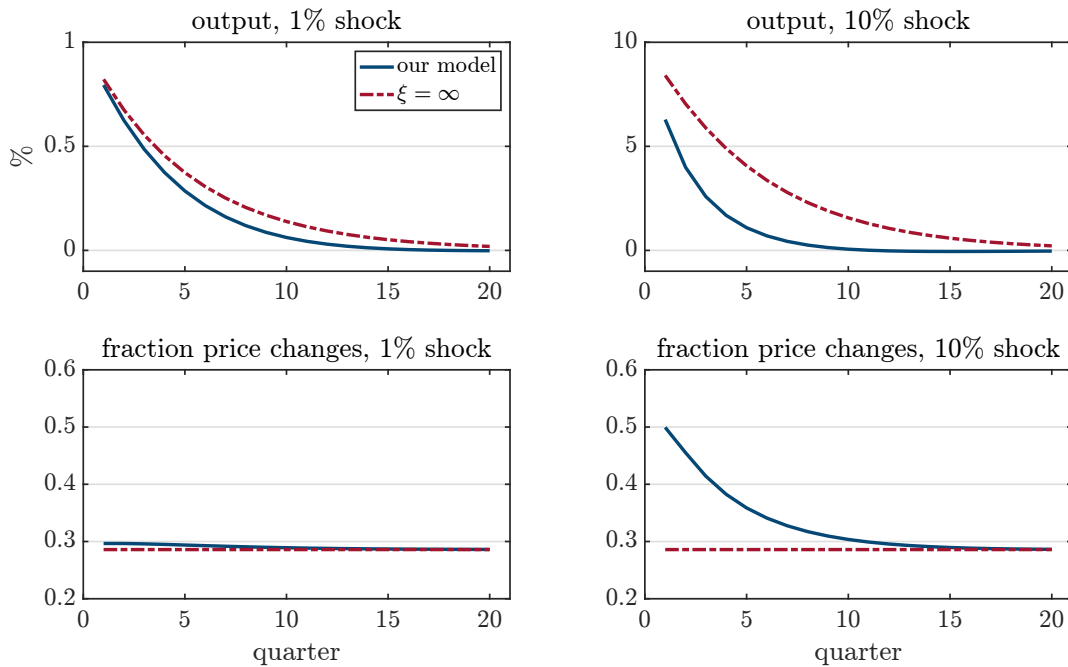 output, 1% shock
1
0.5
0
%
our model
ξ = ∞
0 5 10 15 20
output, 10% shock
10
5
0
0 5 10 15 20
fraction price changes, 1% shock
0.6
0.5
0.4
0.3
0.2
0 5 10 15 20
quarter
fraction price changes, 10% shock
0.6
0.5
0.4
0.3
0.2
0 5 10 15 20
quarter